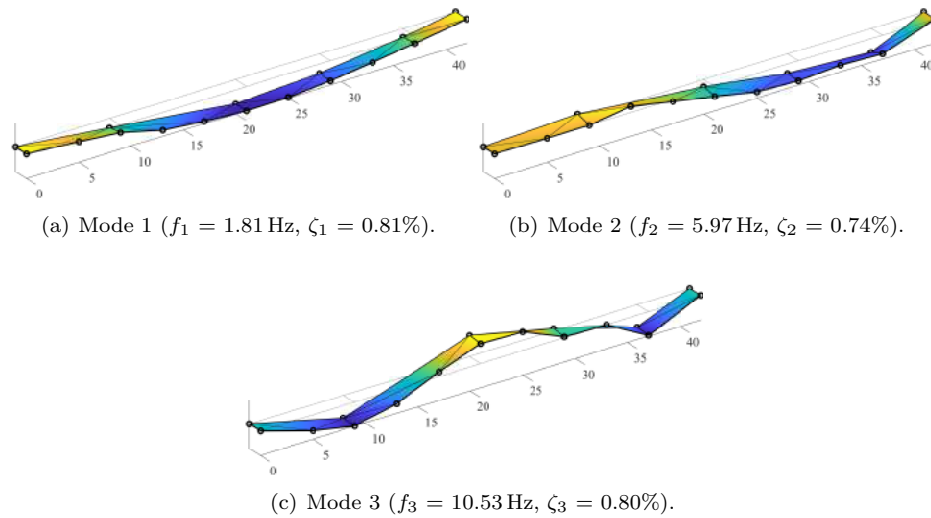 0 5 10 15 20 25 30 35 40
0 5 10 15 20 25 30 35 40
(a) Mode 1 (f₁ = 1.81 Hz, ζ₁ = 0.81%).
(b) Mode 2 (f₂ = 5.97 Hz, ζ₂ = 0.74%).
0 5 10 15 20 25 30 35 40
(c) Mode 3 (f₃ = 10.53 Hz, ζ₃ = 0.80%).